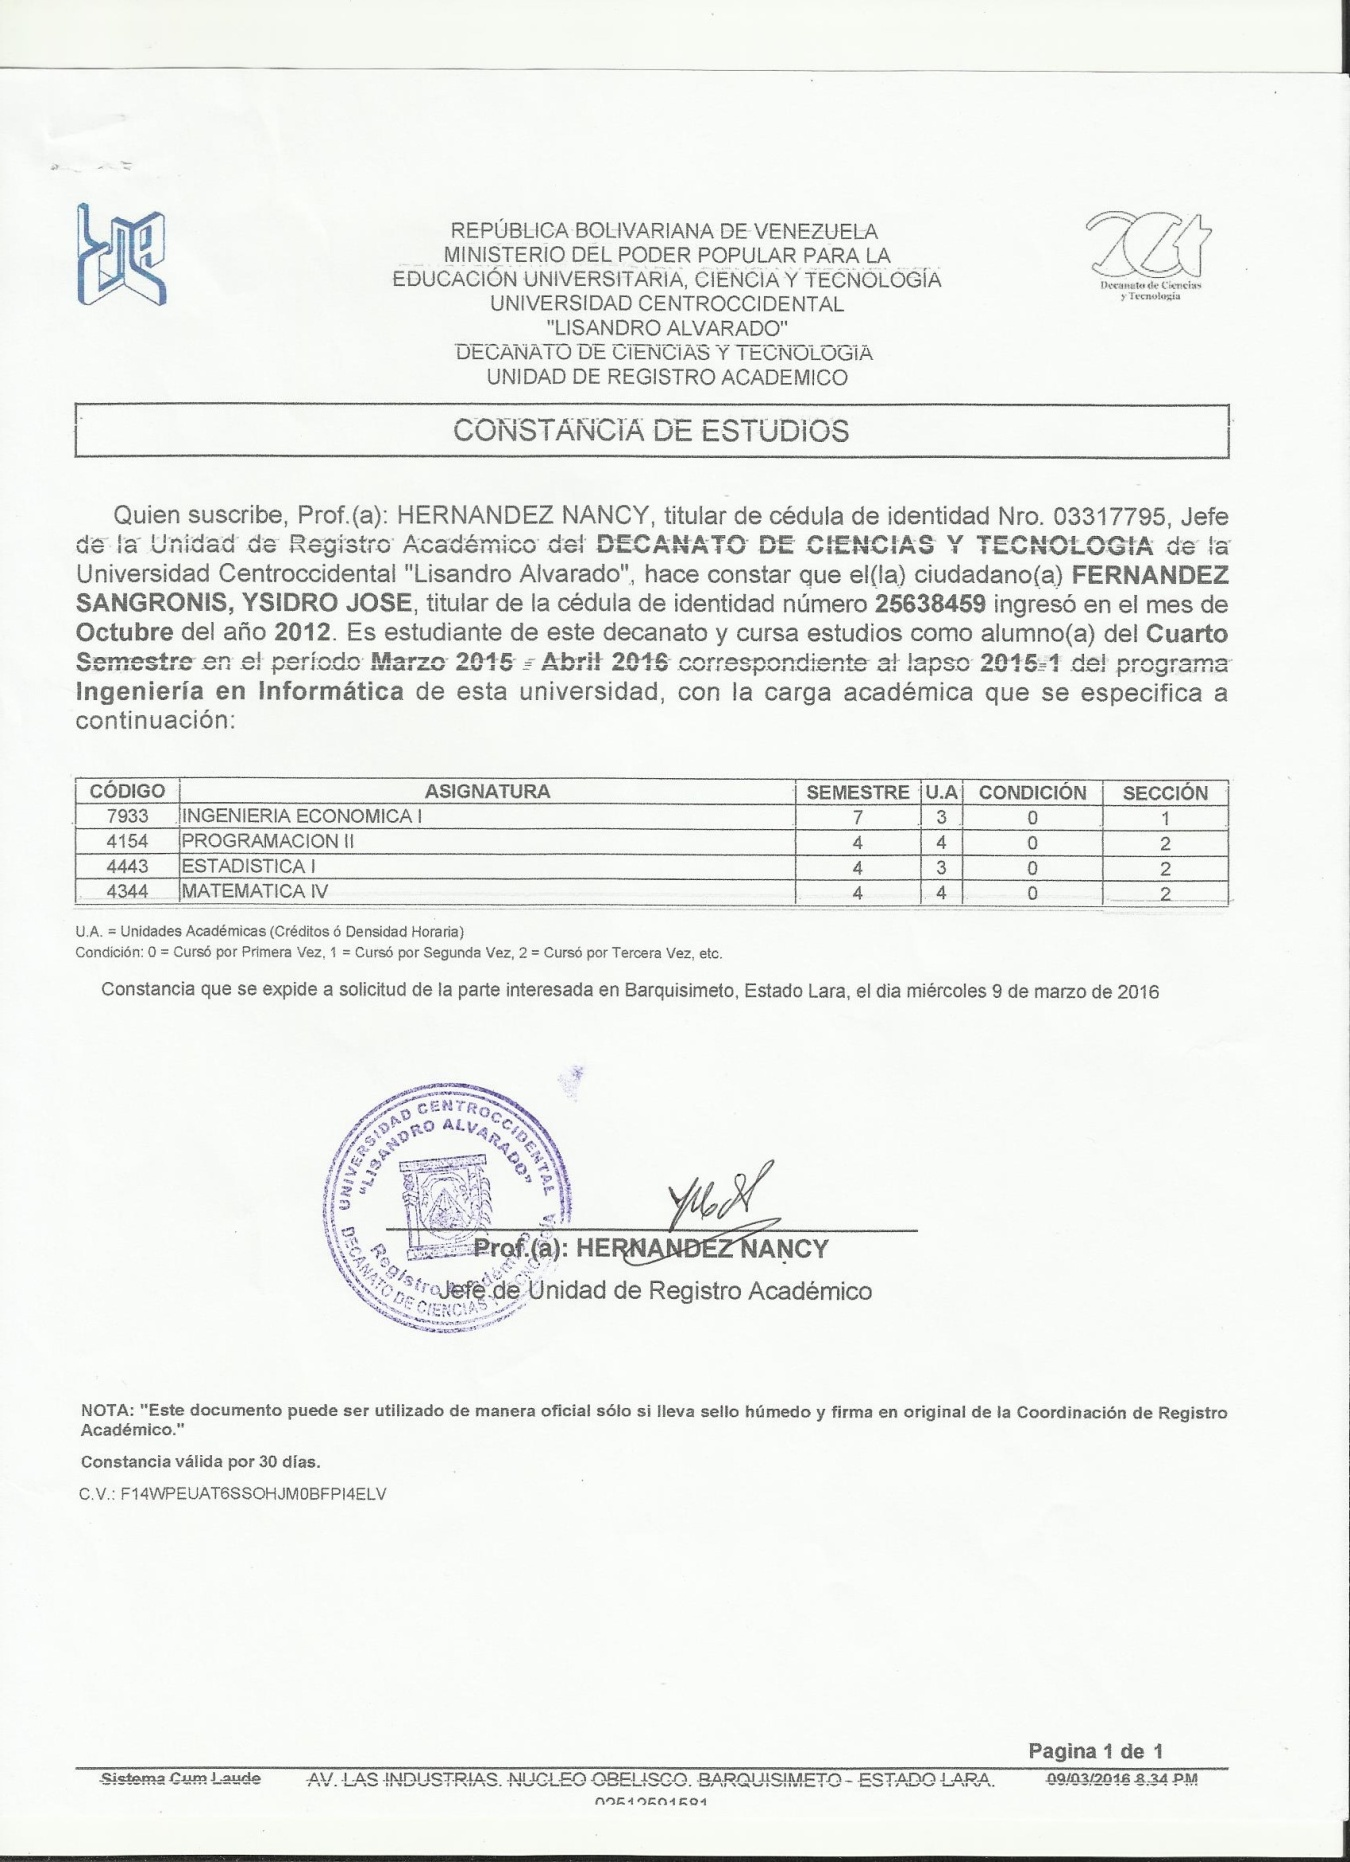 REPÚBLICA BOLIVARIANA DE VENEZUELA
MINISTERIO DEL PODER POPULAR PARA LA
EDUCACIÓN UNIVERSITARIA, CIENCIA Y TECNOLOGÍA
UNIVERSIDAD CENTROCCIDENTAL
"LISANDRO ALVARADO"
DECANATO DE CIENCIAS Y TECNOLOGIA
UNIDAD DE REGISTRO ACADEMICO
Decanato de Ciencias
y Tecnología
CONSTANCIA DE ESTUDIOS
Quien suscribe, Prof.(a): HERNANDEZ NANCY, titular de cédula de identidad Nro. 03317795, Jefe
de la Unidad de Registro Académico del DECANATO DE CIENCIAS Y TECNOLOGIA de la
Universidad Centroccidental "Lisandro Alvarado", hace constar que el(la) ciudadano(a) FERNANDEZ
SANGRONIS, YSIDRO JOSE, titular de la cédula de identidad número 25638459 ingresó en el mes de
Octubre del año 2012. Es estudiante de este decanato y cursa estudios como alumno(a) del Cuarto
Semestre en el período Marzo 2015 - Abril 2016 correspondiente al lapso 2015-1 del programa
Ingeniería en Informática de esta universidad, con la carga académica que se especifica a
continuación:
CÓDIGO ASIGNATURA SEMESTRE U.A CONDICIÓN SECCIÓN
7933 INGENIERIA ECONOMICA I 7 3 0 1
4154 PROGRAMACION II 4 4 0 2
4443 ESTADISTICA I 4 3 0 2
4344 MATEMATICA IV 4 4 0 2
U.A. = Unidades Académicas (Créditos ó Densidad Horaria)
Condición: 0 = Cursó por Primera Vez, 1 = Cursó por Segunda Vez, 2 = Cursó por Tercera Vez, etc.
Constancia que se expide a solicitud de la parte interesada en Barquisimeto, Estado Lara, el dia miércoles 9 de marzo de 2016
UNIVERSIDAD CENTROCCIDENTAL
"LISANDRO ALVARADO"
Registro Académico
DECANATO DE CIENCIAS Y TECNOLOGIA
Prof.(a): HERNANDEZ NANCY
Jefe de Unidad de Registro Académico
NOTA: "Este documento puede ser utilizado de manera oficial sólo si lleva sello húmedo y firma en original de la Coordinación de Registro
Académico."
Constancia válida por 30 días.
C.V.: F14WPEUAT6SSOHJM0BFPI4ELV
Pagina 1 de 1
Sistema Cum Laude AV. LAS INDUSTRIAS. NUCLEO OBELISCO. BARQUISIMETO - ESTADO LARA. 09/03/2016 8.34 PM
02512591581